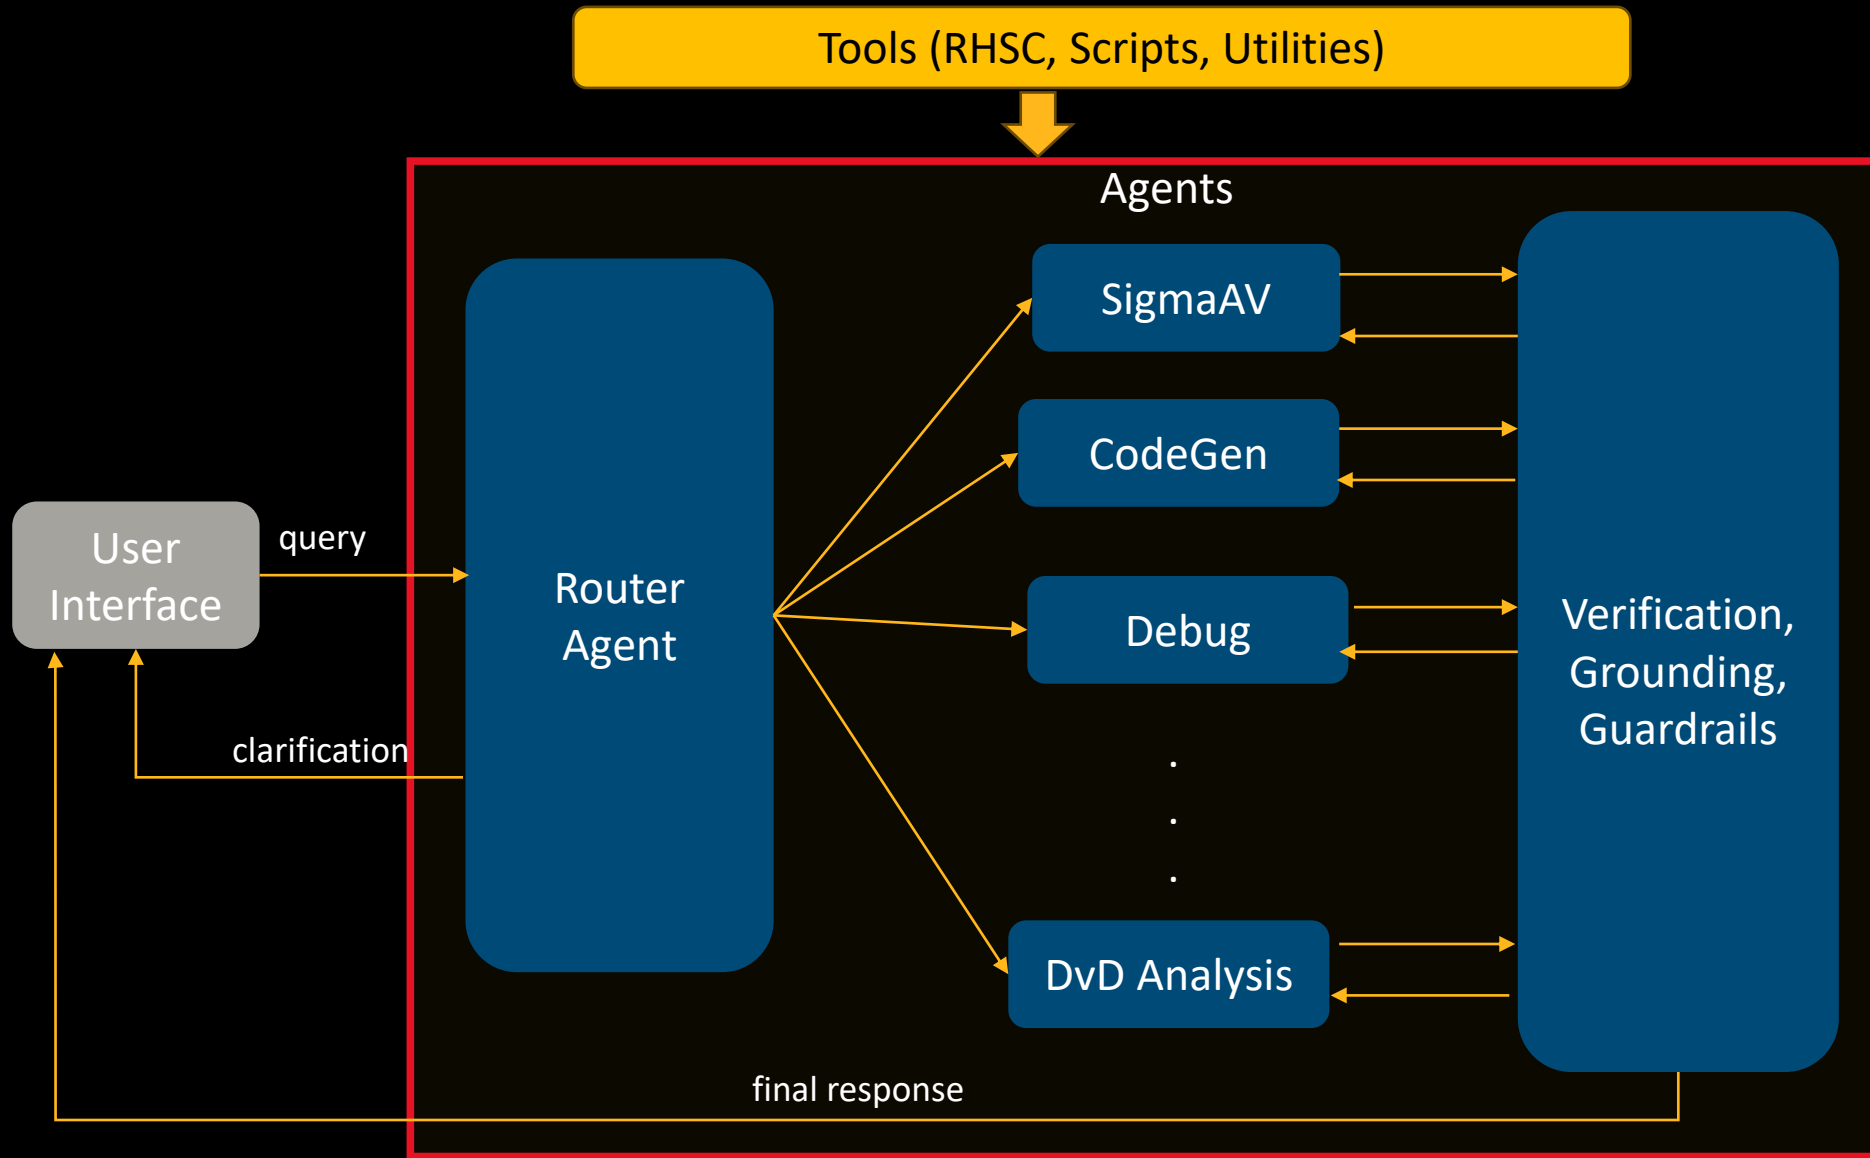 Tools (RHSC, Scripts, Utilities)
Agents
SigmaAV
CodeGen
User
Interface
query
Router
Agent
Debug
Verification,
Grounding,
Guardrails
clarification
.
.
.
DvD Analysis
final response